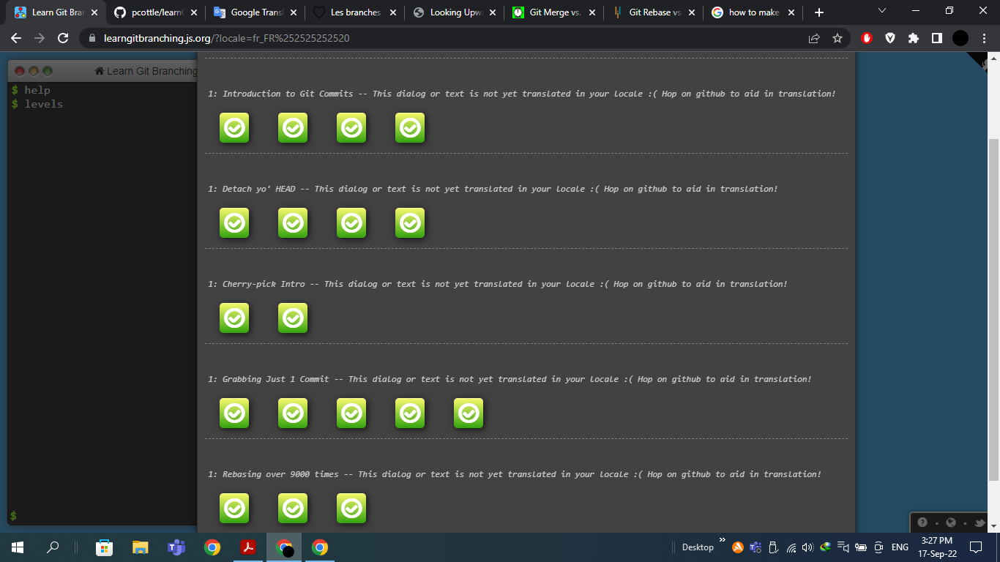 Learn Git Bran
pcottle/learnG
Google Transl
Les branches
Looking Upwa
Git Merge vs.
Git Rebase vs.
how to make
learngitbranching.js.org/?locale=fr_FR%252525252520
Learn Git Branching
$ help
$ levels
$
1: Introduction to Git Commits -- This dialog or text is not yet translated in your locale :( Hop on github to aid in translation!
1: Detach yo' HEAD -- This dialog or text is not yet translated in your locale :( Hop on github to aid in translation!
1: Cherry-pick Intro -- This dialog or text is not yet translated in your locale :( Hop on github to aid in translation!
1: Grabbing Just 1 Commit -- This dialog or text is not yet translated in your locale :( Hop on github to aid in translation!
1: Rebasing over 9000 times -- This dialog or text is not yet translated in your locale :( Hop on github to aid in translation!
Desktop
ENG
3:27 PM
17-Sep-22